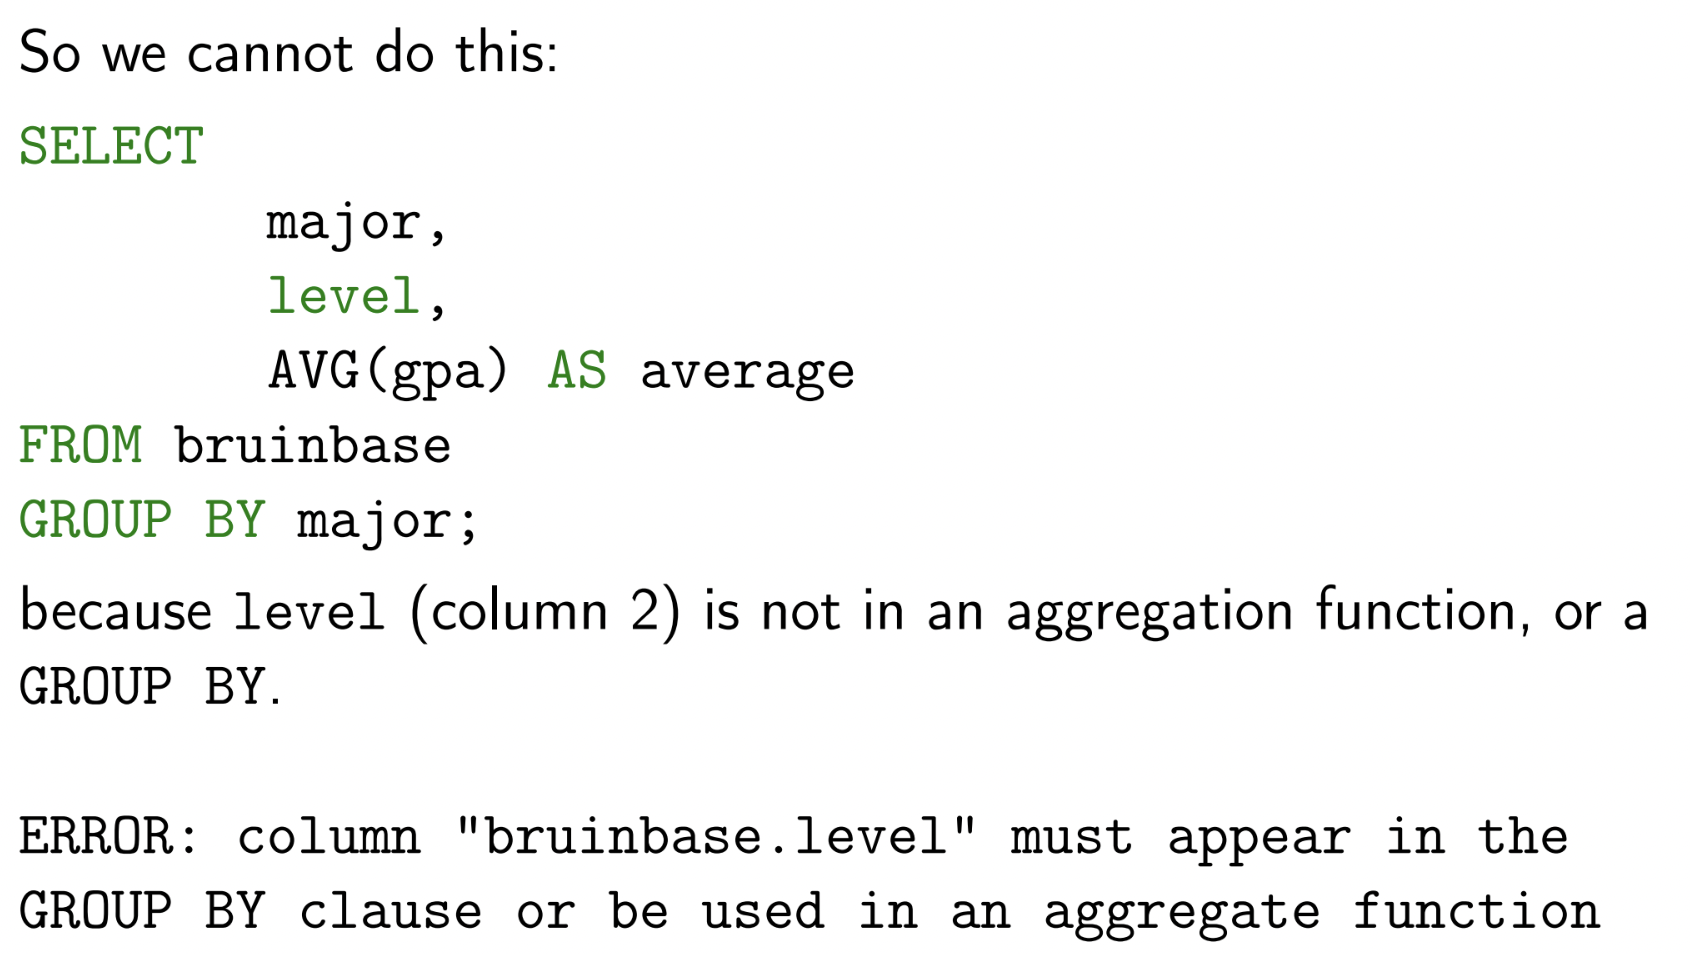 So we cannot do this:
SELECT
major,
level,
AVG(gpa) AS average
FROM bruinbase
GROUP BY major;
because level (column 2) is not in an aggregation function, or a
GROUP BY.
ERROR: column "bruinbase.level" must appear in the
GROUP BY clause or be used in an aggregate function